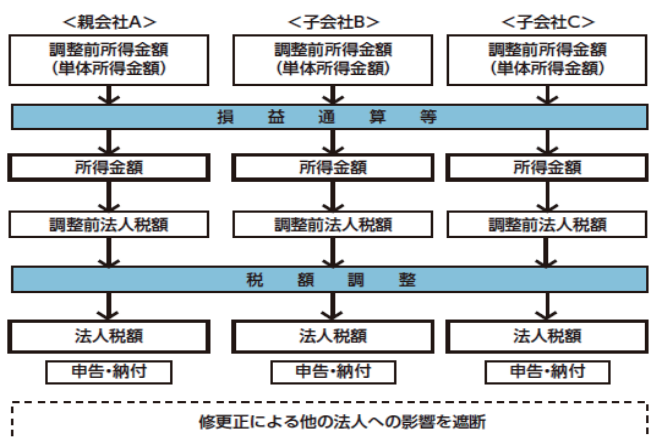 <親会社A> <子会社B> <子会社C>
調整前所得金額 調整前所得金額 調整前所得金額
(単体所得金額) (単体所得金額) (単体所得金額)
損益通算等
所得金額 所得金額 所得金額
調整前法人税額 調整前法人税額 調整前法人税額
税額調整
法人税額 法人税額 法人税額
申告・納付 申告・納付 申告・納付
修更正による他の法人への影響を遮断